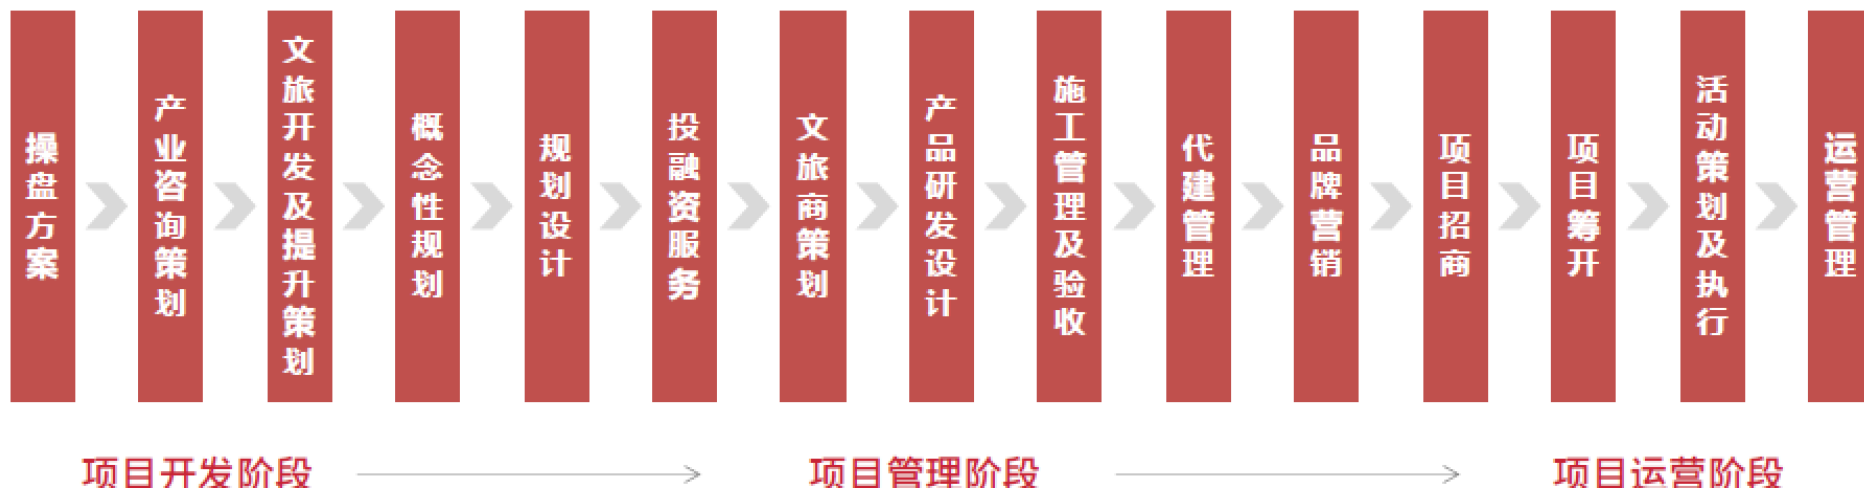 操盘方案
产业咨询策划
文旅开发及提升策划
概念性规划
规划设计
投融资服务
文旅商策划
产品研发设计
施工管理及验收
代建管理
品牌营销
项目招商
项目筹开
活动策划及执行
运营管理
项目开发阶段
项目管理阶段
项目运营阶段